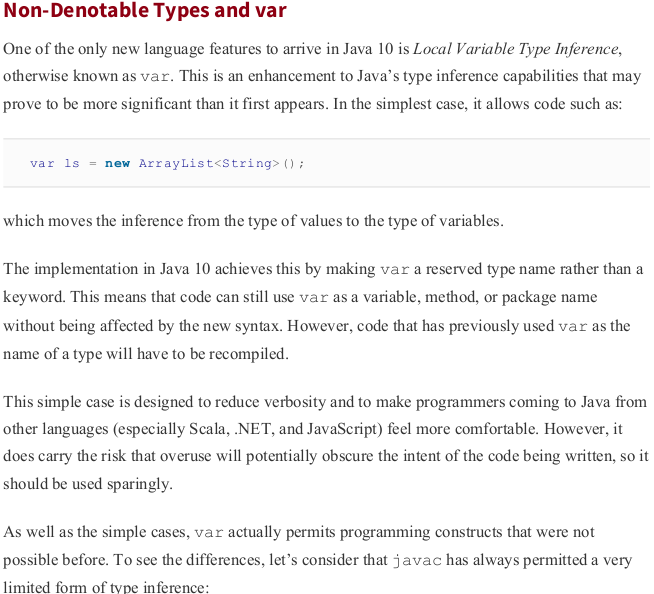 Non-Denotable Types and var
One of the only new language features to arrive in Java 10 is Local Variable Type Inference,
otherwise known as var. This is an enhancement to Java’s type inference capabilities that may
prove to be more significant than it first appears. In the simplest case, it allows code such as:
var ls = new ArrayList<String>();
which moves the inference from the type of values to the type of variables.
The implementation in Java 10 achieves this by making var a reserved type name rather than a
keyword. This means that code can still use var as a variable, method, or package name
without being affected by the new syntax. However, code that has previously used var as the
name of a type will have to be recompiled.
This simple case is designed to reduce verbosity and to make programmers coming to Java from
other languages (especially Scala, .NET, and JavaScript) feel more comfortable. However, it
does carry the risk that overuse will potentially obscure the intent of the code being written, so it
should be used sparingly.
As well as the simple cases, var actually permits programming constructs that were not
possible before. To see the differences, let’s consider that javac has always permitted a very
limited form of type inference: